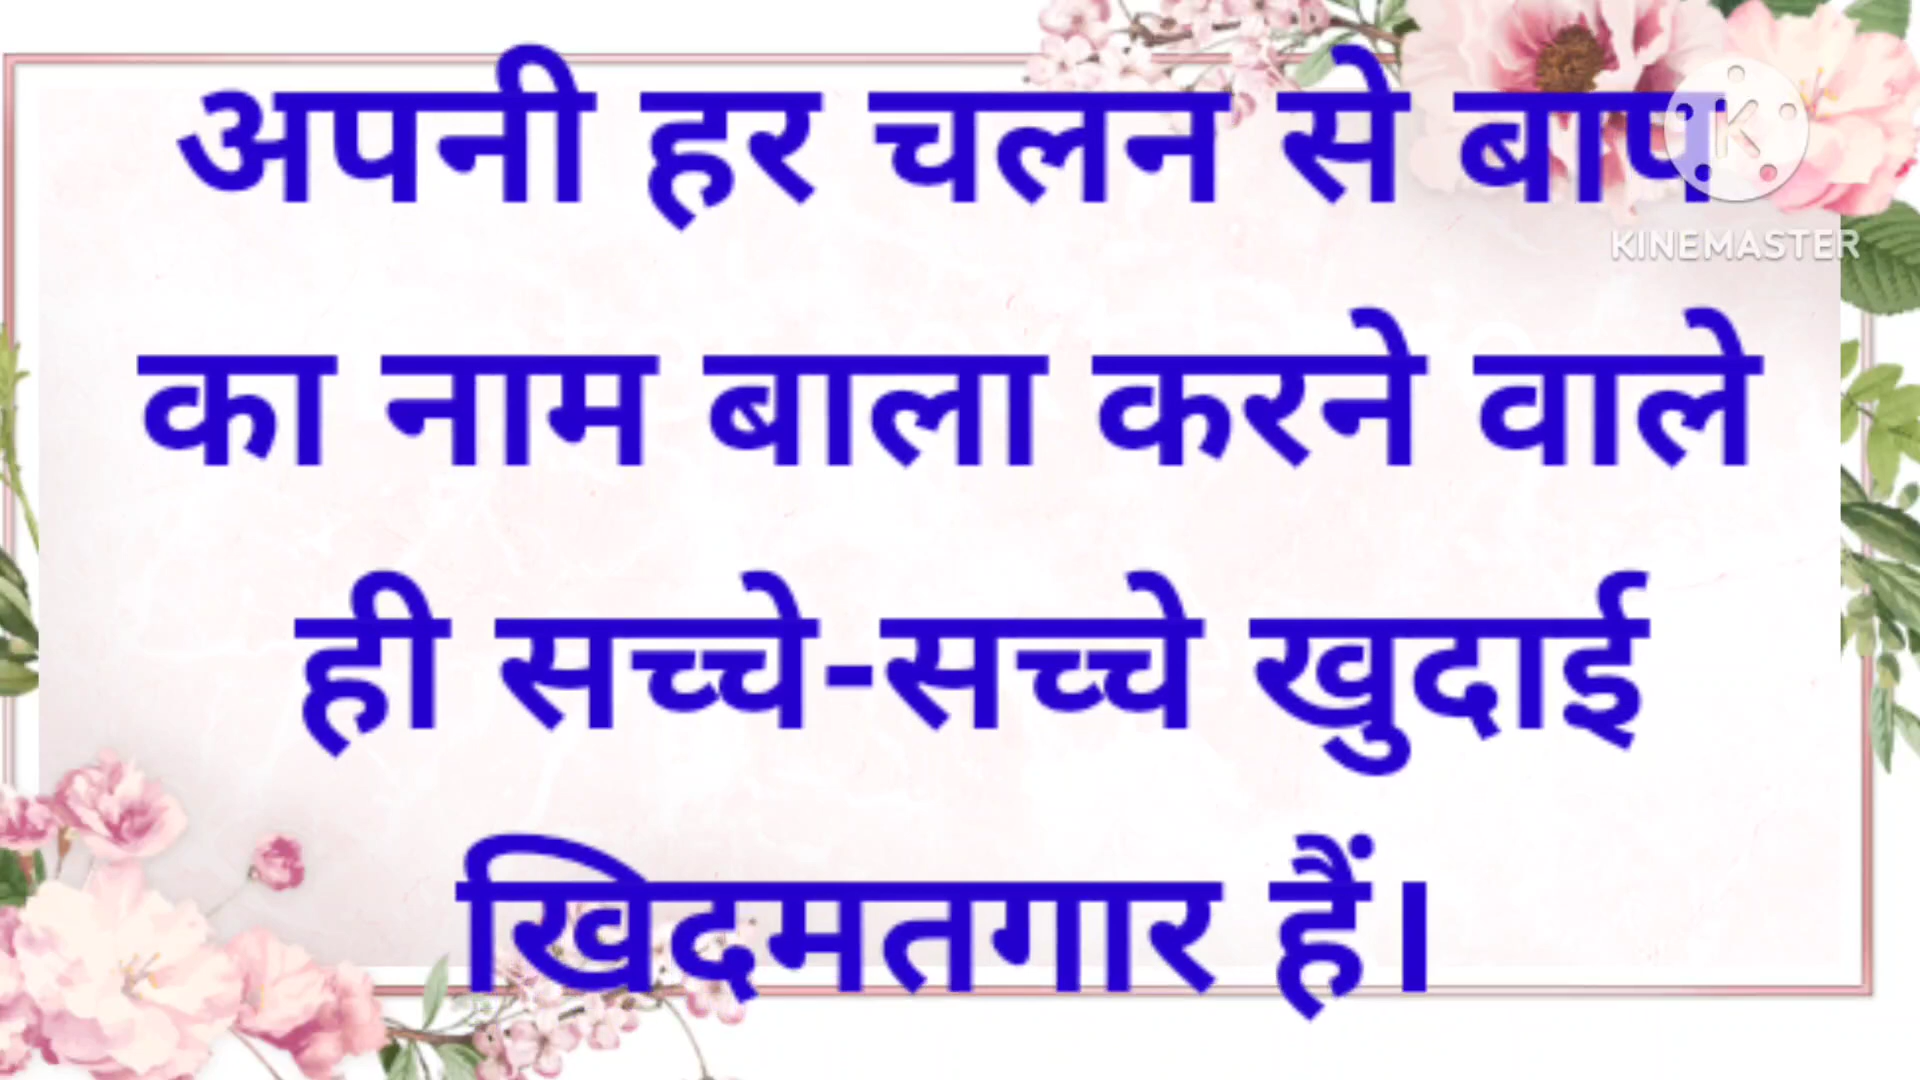 अपनी हर चलन से बाप
KINEMASTER
का नाम बाला करने वाले
ही सच्चे-सच्चे खुदाई
खिदमतगार हैं।